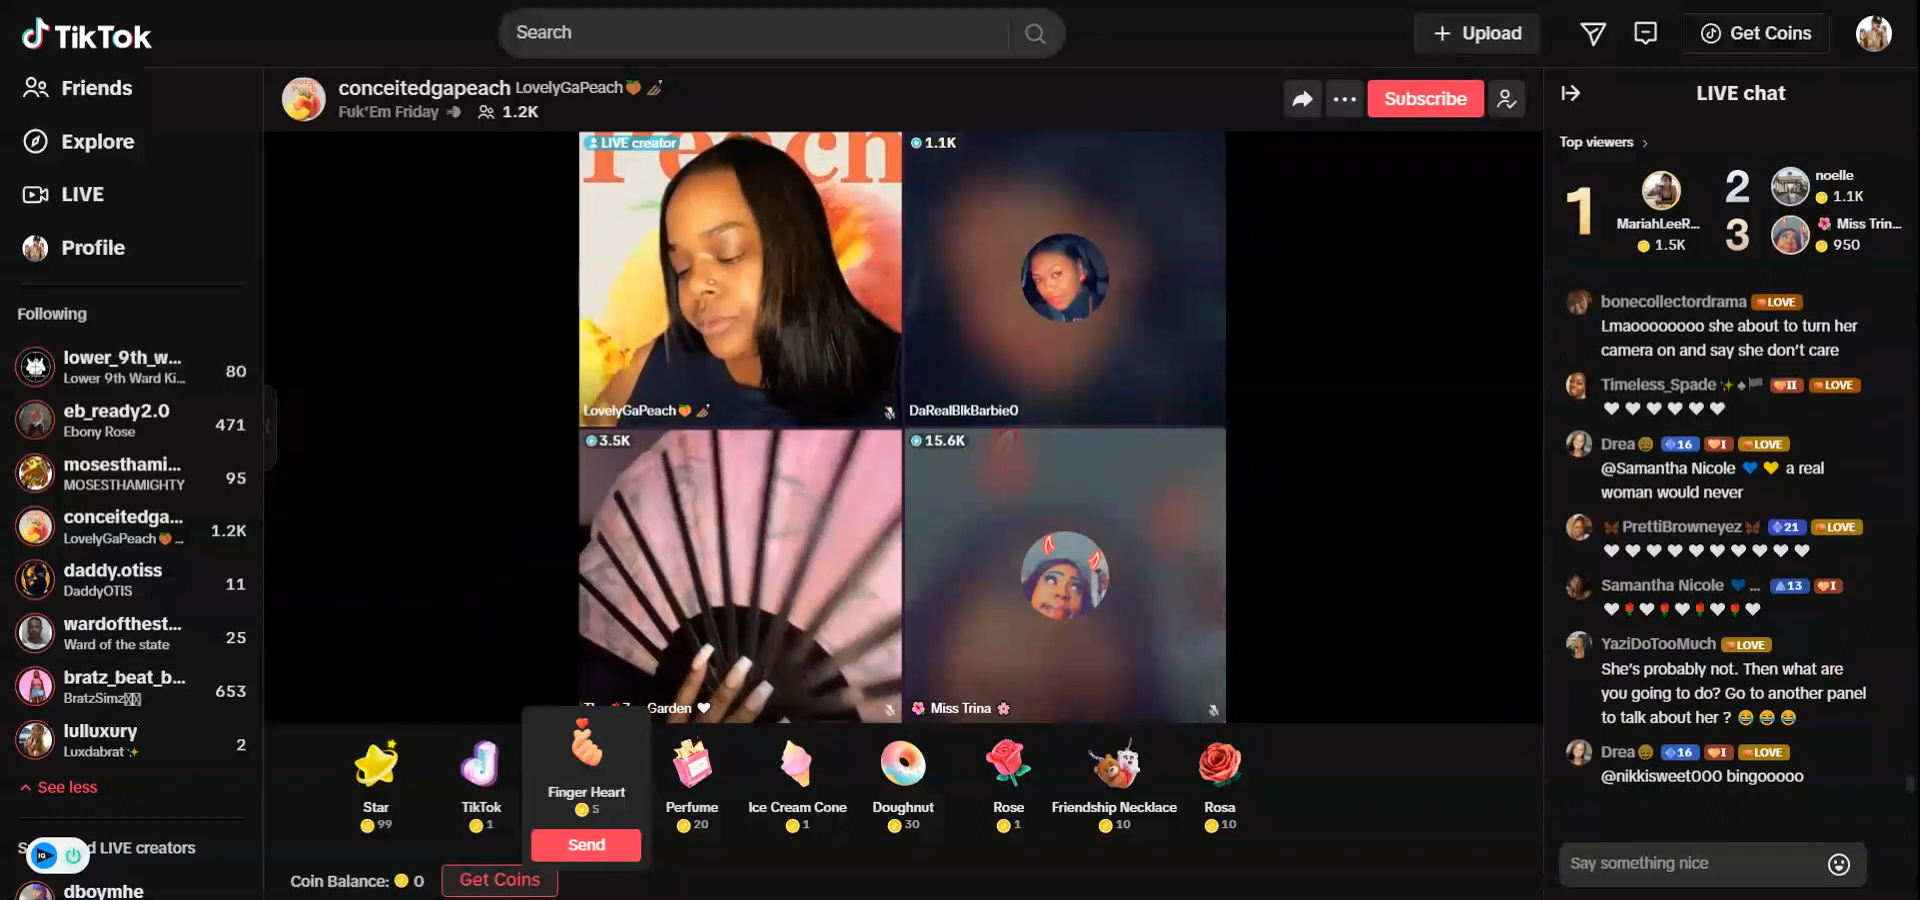 TikTok
Search
Upload
Get Coins
Friends
Explore
LIVE
Profile
Following
lower_9th_w...
Lower 9th Ward Ki...
80
eb_ready2.0
Ebony Rose
471
mosesthami...
MOSESTHAMIGHTY
95
conceitedga...
LovelyGaPeach🍑 ...
1.2K
daddy.otiss
DaddyOTIS
11
wardofthest...
Ward of the state
25
bratz_beat_b...
BratzSimz
653
lulluxury
Luxdabrat ✨
2
See less
LIVE creators
dboymhe
conceitedgapeach LovelyGaPeach🍑 💅🏾
Fuk'Em Friday 1.2K
Subscribe
Peach
LIVE creator
LovelyGaPeach🍑 💅🏾
1.1K
DaRealBlkBarbie0
3.5K
Garden 🤍
15.6K
🌺 Miss Trina 🌸
Star
99
TikTok
1
Finger Heart
5
Send
Perfume
20
Ice Cream Cone
1
Doughnut
30
Rose
1
Friendship Necklace
10
Rosa
10
Coin Balance: 0
Get Coins
LIVE chat
Top viewers
1
MariahLeeR...
1.5K
2
noelle
1.1K
3
🌺 Miss Trin...
950
bonecollectordrama LOVE
Lmaoooooooo she about to turn her
camera on and say she don't care
Timeless_Spade ✨♠️🏁 II LOVE
🤍 🤍 🤍 🤍 🤍 🤍
Drea 16 I LOVE
@Samantha Nicole 💙 💛 a real
woman would never
🦋 PrettiBrowneyez 🦋 21 LOVE
🤍 🤍 🤍 🤍 🤍 🤍 🤍 🤍 🤍 🤍
Samantha Nicole 💙 ... 13 I
🤍🌹🤍🌹🤍🌹🤍🌹🤍
YaziDoTooMuch LOVE
She's probably not. Then what are
you going to do? Go to another panel
to talk about her ? 😂 😂 😂
Drea 16 I LOVE
@nikkisweet000 bingooooo
Say something nice